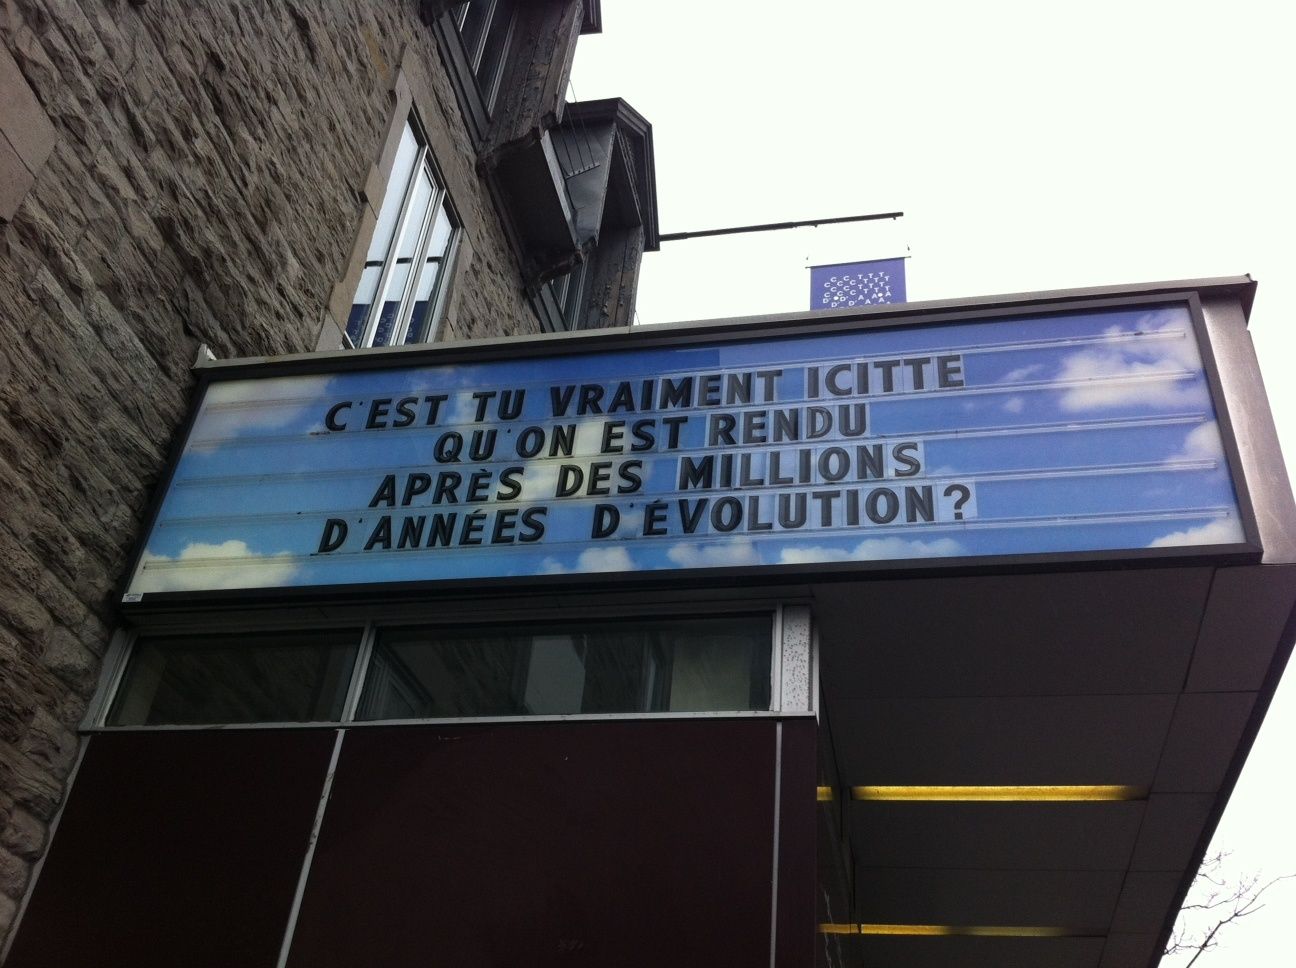 C'EST TU VRAIMENT ICITTE
QU'ON EST RENDU
APRÈS DES MILLIONS
D'ANNÉES D'ÉVOLUTION?